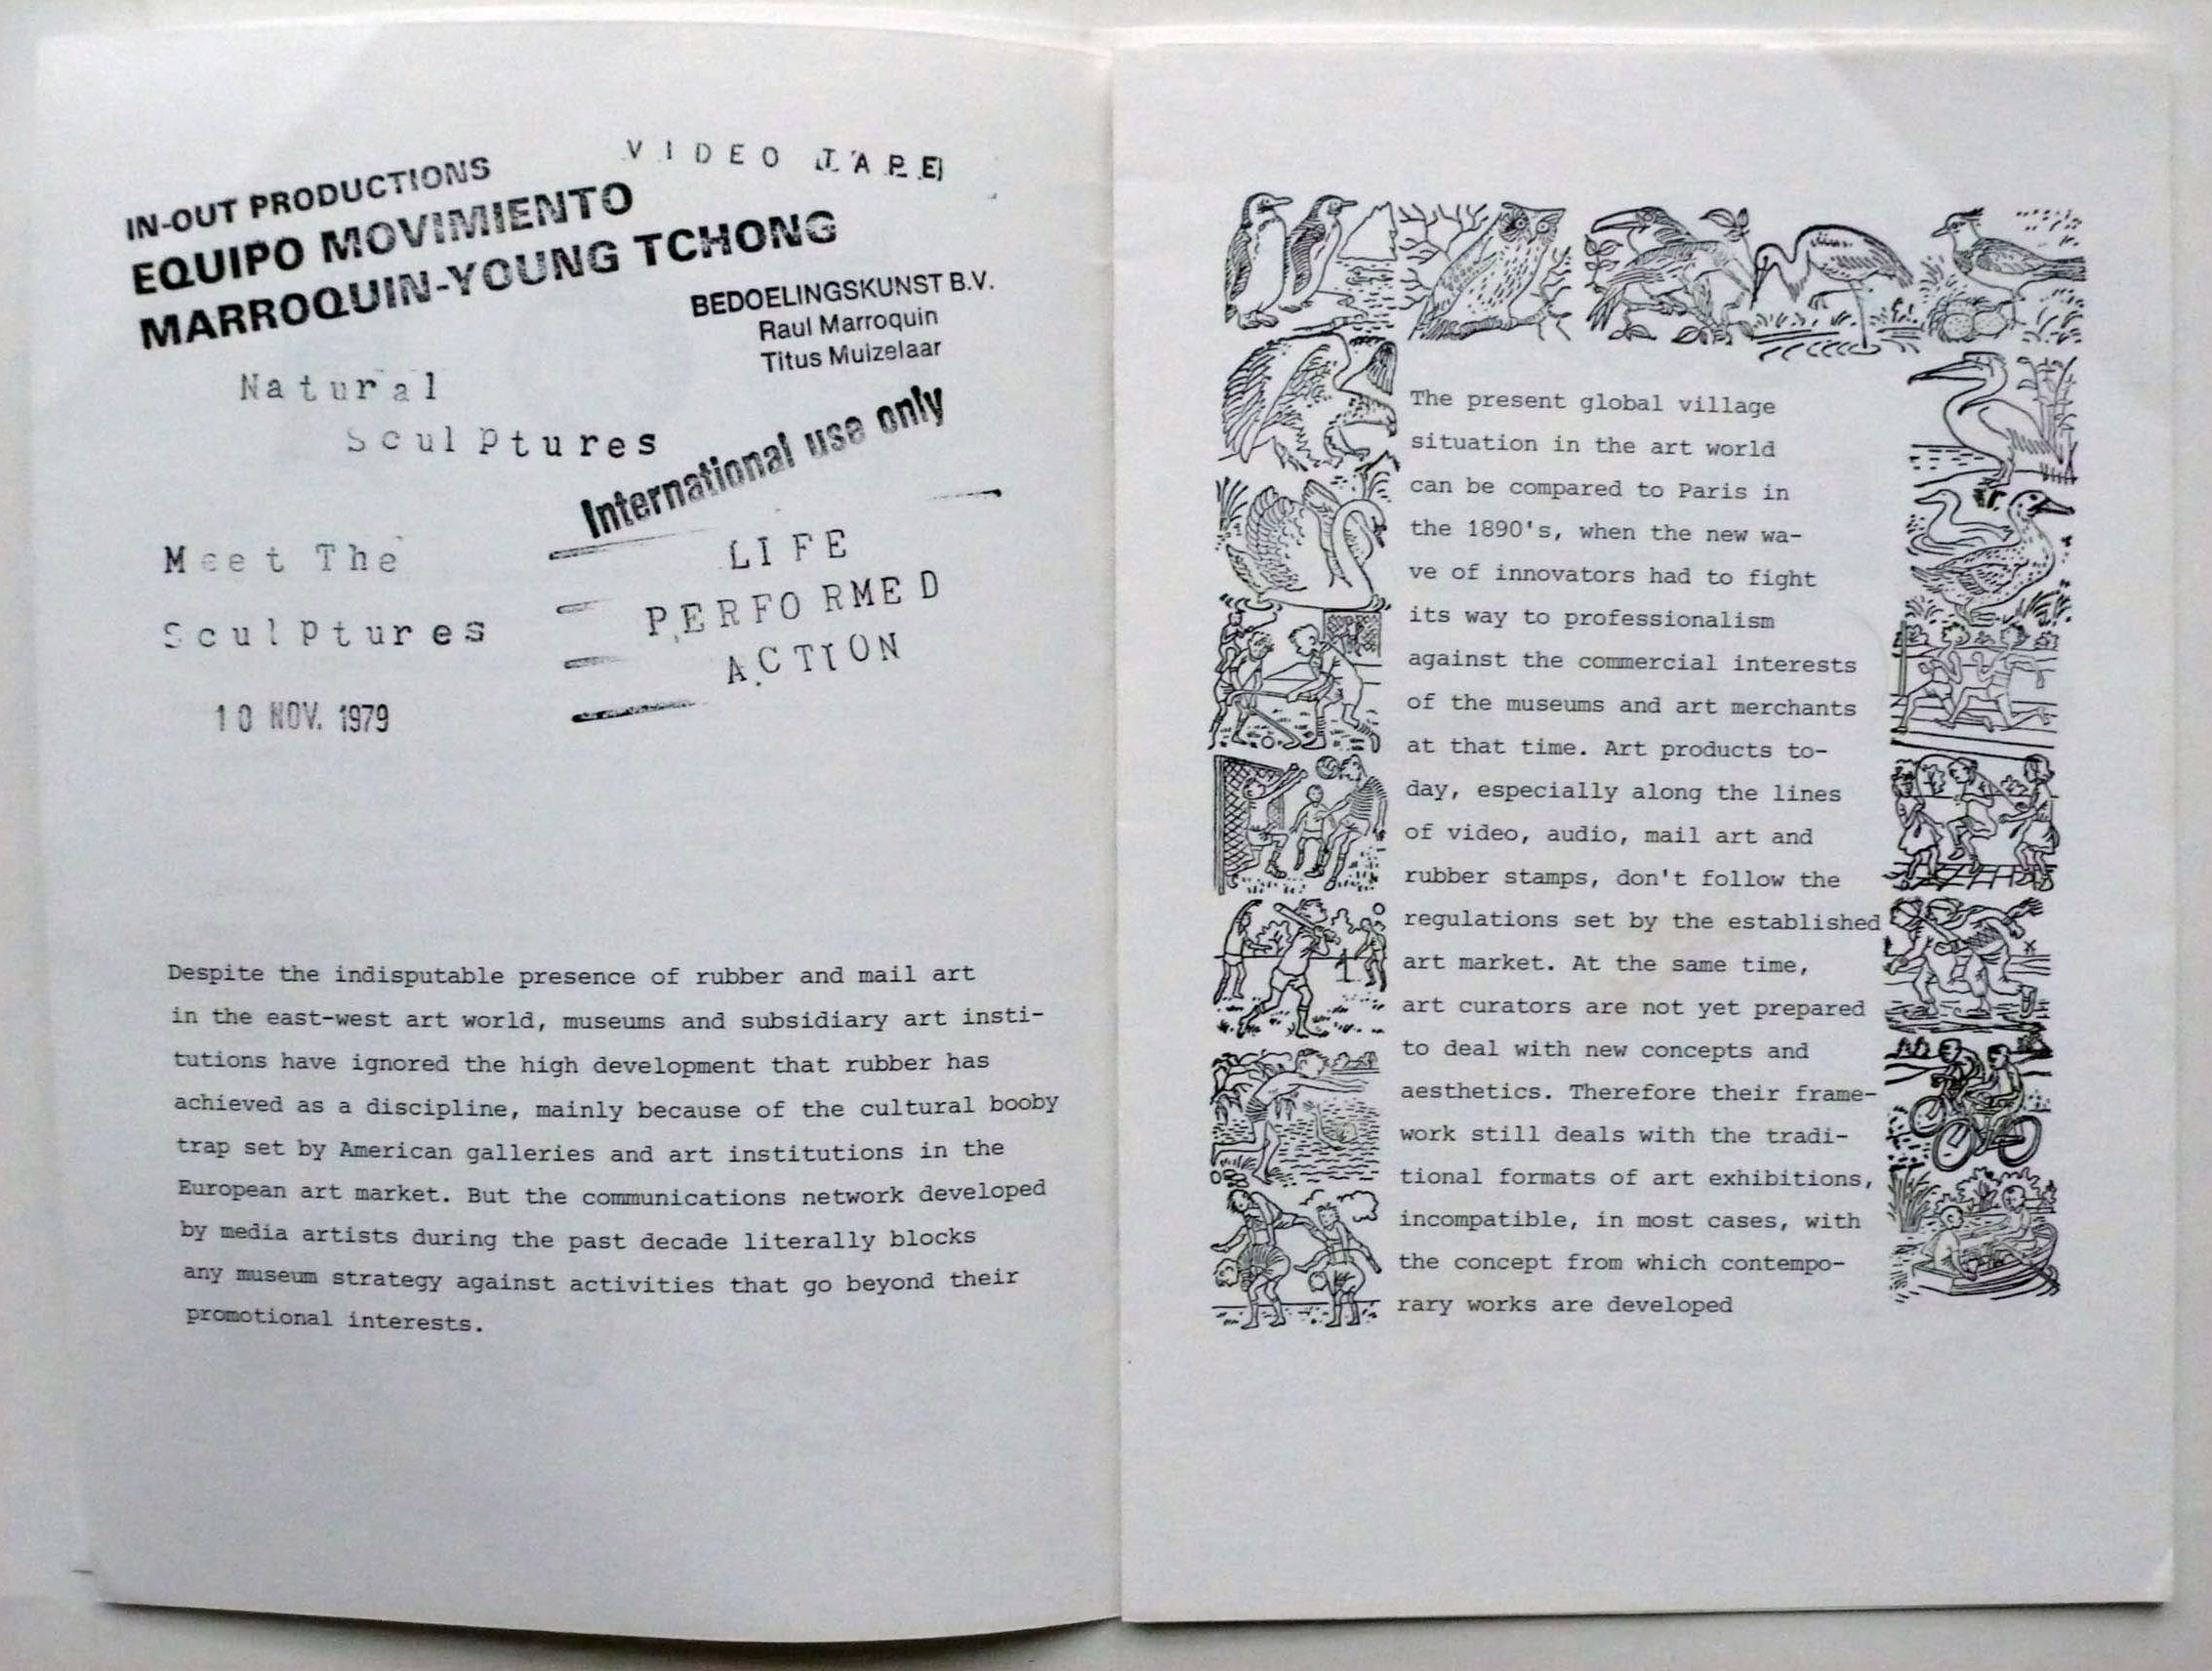 VIDEO TAPE
IN-OUT PRODUCTIONS
EQUIPO MOVIMIENTO
MARROQUIN-YOUNG TCHONG
BEDOELINGSKUNST B.V.
Raul Marroquin
Titus Muizelaar
Natural
Sculptures
International use only
Meet The
Sculptures
10 NOV. 1979
LIFE
PERFORMED
ACTION
Despite the indisputable presence of rubber and mail art
in the east-west art world, museums and subsidiary art insti-
tutions have ignored the high development that rubber has
achieved as a discipline, mainly because of the cultural booby
trap set by American galleries and art institutions in the
European art market. But the communications network developed
by media artists during the past decade literally blocks
any museum strategy against activities that go beyond their
promotional interests.
The present global village
situation in the art world
can be compared to Paris in
the 1890's, when the new wa-
ve of innovators had to fight
its way to professionalism
against the commercial interests
of the museums and art merchants
at that time. Art products to-
day, especially along the lines
of video, audio, mail art and
rubber stamps, don't follow the
regulations set by the established
art market. At the same time,
art curators are not yet prepared
to deal with new concepts and
aesthetics. Therefore their frame-
work still deals with the tradi-
tional formats of art exhibitions,
incompatible, in most cases, with
the concept from which contempo-
rary works are developed